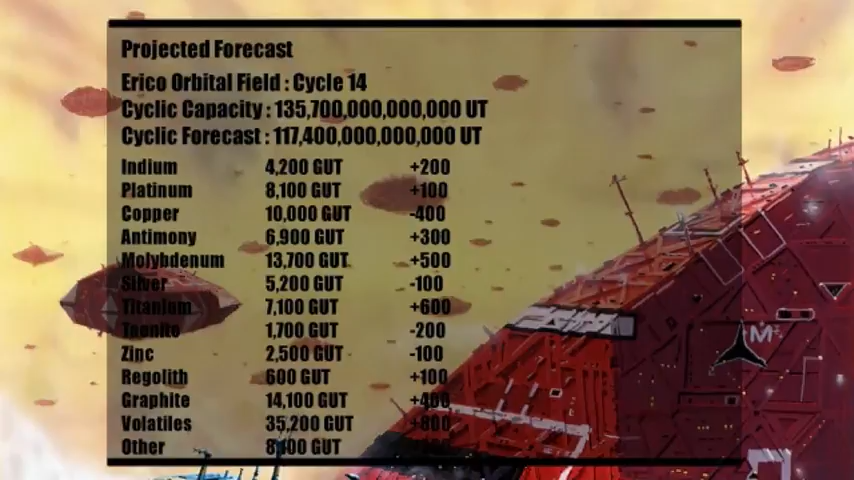 Projected Forecast
Erico Orbital Field : Cycle 14
Cyclic Capacity : 135,700,000,000,000 UT
Cyclic Forecast : 117,400,000,000,000 UT
Indium 4,200 GUT +200
Platinum 8,100 GUT +100
Copper 10,000 GUT -400
Antimony 6,900 GUT +300
Molybdenum 13,700 GUT +500
Silver 5,200 GUT -100
Titanium 7,100 GUT +600
Taenite 1,700 GUT -200
Zinc 2,500 GUT -100
Regolith 600 GUT +100
Graphite 14,100 GUT +400
Volatiles 35,200 GUT +800
Other 8,100 GUT
M